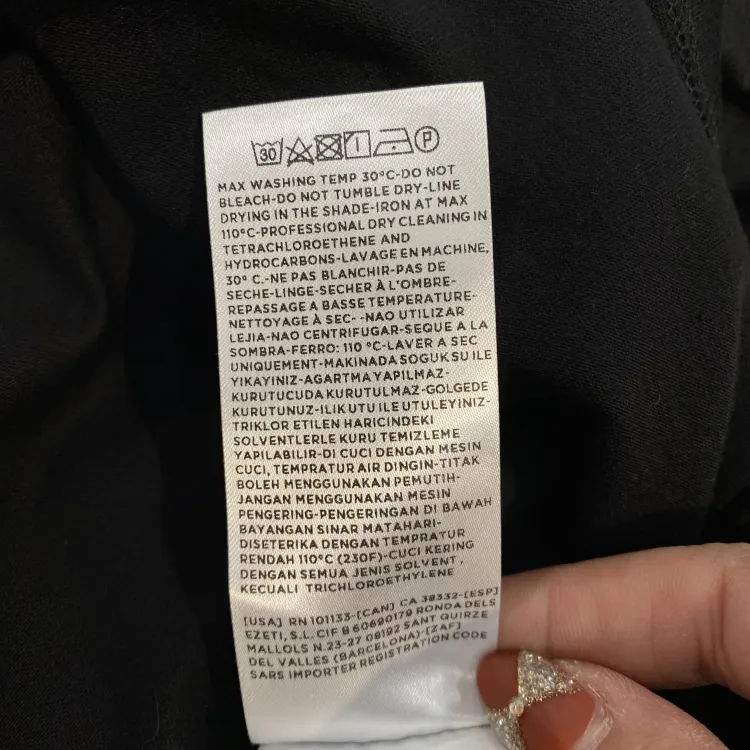 30 P
MAX WASHING TEMP 30°C-DO NOT
BLEACH-DO NOT TUMBLE DRY-LINE
DRYING IN THE SHADE-IRON AT MAX
110°C-PROFESSIONAL DRY CLEANING IN
TETRACHLOROETHENE AND
HYDROCARBONS-LAVAGE EN MACHINE,
30° C.-NE PAS BLANCHIR-PAS DE
SECHE-LINGE-SECHER À L'OMBRE-
REPASSAGE A BASSE TEMPERATURE-
NETTOYAGE À SEC- -NAO UTILIZAR
LEJIA-NAO CENTRIFUGAR-SEQUE A LA
SOMBRA-FERRO: 110 °C-LAVER A SEC
UNIQUEMENT-MAKINADA SOGUK SU ILE
YIKAYINIZ-AGARTMA YAPILMAZ-
KURUTUCUDA KURUTULMAZ-GOLGEDE
KURUTUNUZ-ILIK UTU ILE UTULEYINIZ-
TRIKLOR ETILEN HARICINDEKI
SOLVENTLERLE KURU TEMIZLEME
YAPILABILIR-DI CUCI DENGAN MESIN
CUCI, TEMPRATUR AIR DINGIN-TITAK
BOLEH MENGGUNAKAN PEMUTIH-
JANGAN MENGGUNAKAN MESIN
PENGERING-PENGERINGAN DI BAWAH
BAYANGAN SINAR MATAHARI-
DISETERIKA DENGAN TEMPRATUR
RENDAH 110°C (230F)-CUCI KERING
DENGAN SEMUA JENIS SOLVENT,
KECUALI TRICHLOROETHYLENE
[USA] RN 101133-[CAN] CA 38332-[ESP]
EZETI, S.L. CIF B 60690179 RONDA DELS
MALLOLS N.23-27 08192 SANT QUIRZE
DEL VALLES (BARCELONA)-[ZAF]
SARS IMPORTER REGISTRATION CODE